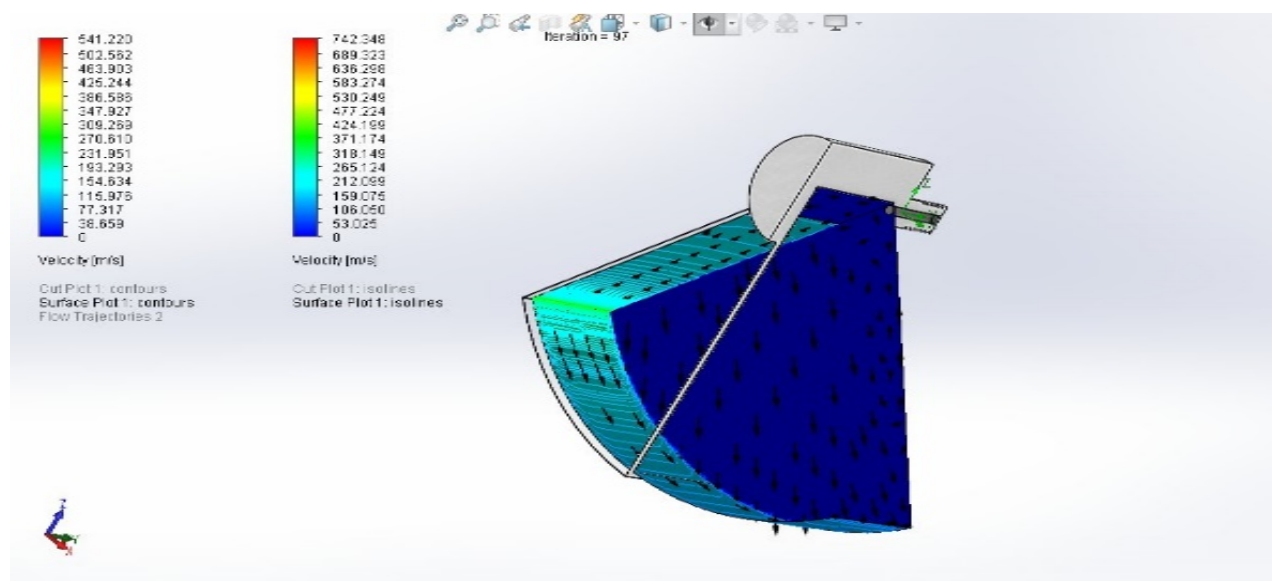 Iteration = 97
541.220
502.562
463.903
425.244
386.586
347.927
309.269
270.610
231.951
193.293
154.634
115.976
77.317
38.659
0
Velocity [m/s]
Cut Plot 1: contours
Surface Plot 1: contours
Flow Trajectories 2
742.348
689.323
636.298
583.274
530.249
477.224
424.199
371.174
318.149
265.124
212.099
159.075
106.050
53.025
0
Velocity [m/s]
Cut Plot 1: isolines
Surface Plot 1: isolines
Z
Z
Y
X